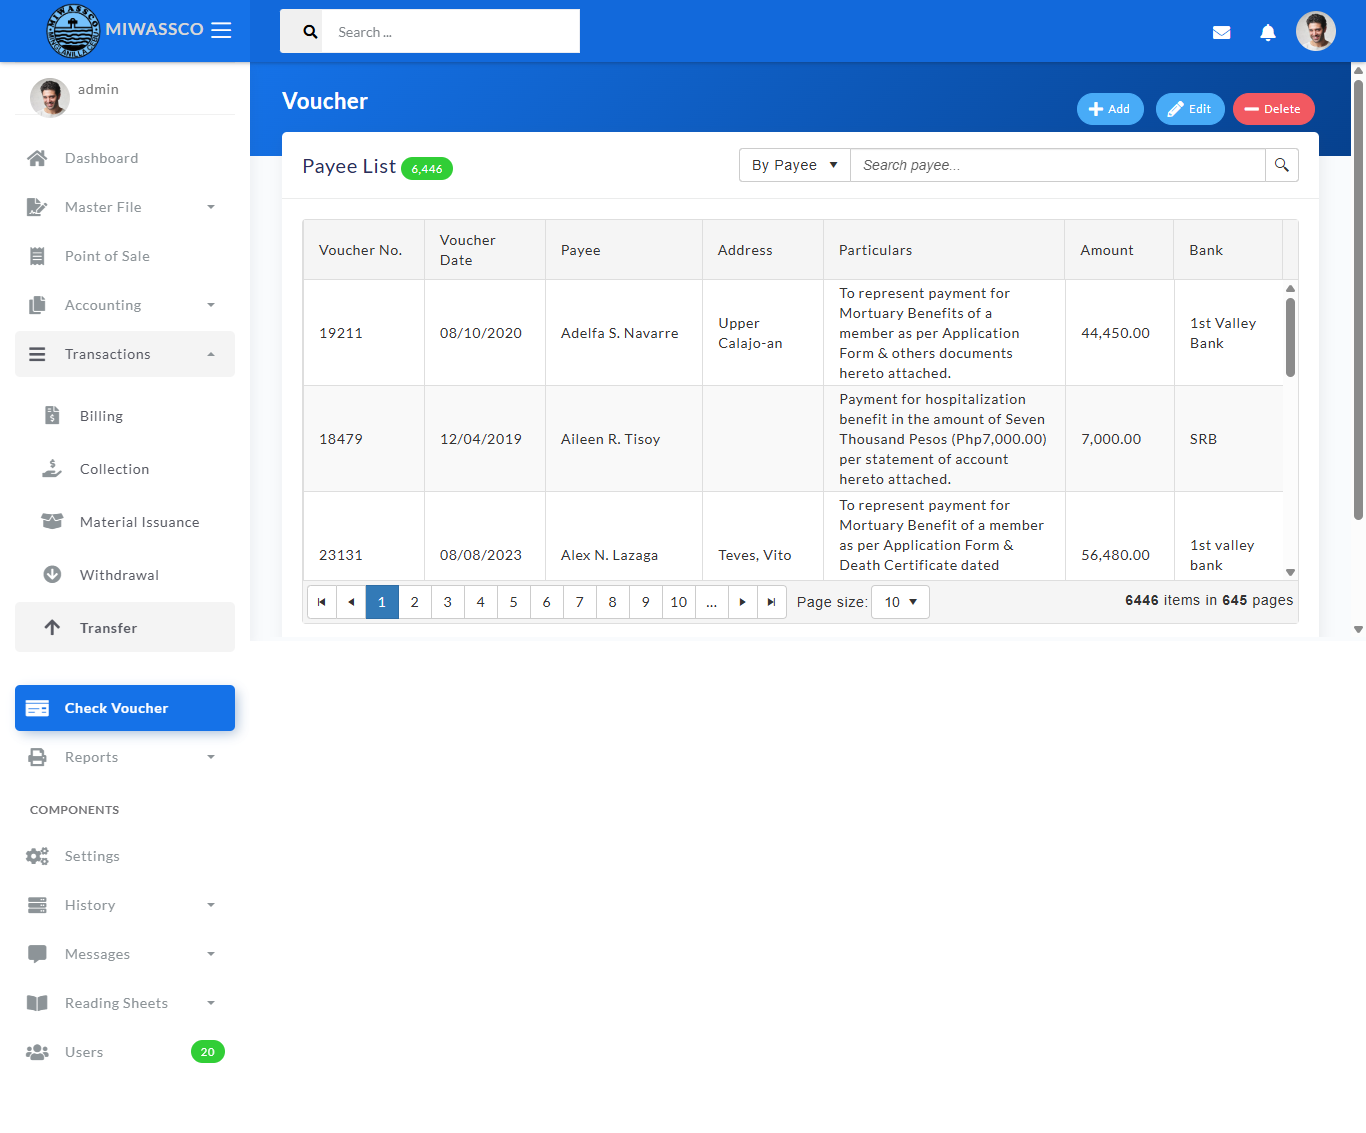 MIWASSCO
Search ...
admin
Dashboard
Master File
Point of Sale
Accounting
Transactions
Billing
Collection
Material Issuance
Withdrawal
Transfer
Check Voucher
Reports
COMPONENTS
Settings
History
Messages
Reading Sheets
Users 20
Voucher
Add
Edit
Delete
Payee List 6,446
By Payee
Search payee...
Voucher No.
Voucher
Date
Payee
Address
Particulars
Amount
Bank
19211
08/10/2020
Adelfa S. Navarre
Upper
Calajo-an
To represent payment for
Mortuary Benefits of a
member as per Application
Form & others documents
hereto attached.
44,450.00
1st Valley
Bank
18479
12/04/2019
Aileen R. Tisoy
Payment for hospitalization
benefit in the amount of Seven
Thousand Pesos (Php7,000.00)
per statement of account
hereto attached.
7,000.00
SRB
23131
08/08/2023
Alex N. Lazaga
Teves, Vito
To represent payment for
Mortuary Benefit of a member
as per Application Form &
Death Certificate dated
56,480.00
1st valley
bank
1 2 3 4 5 6 7 8 9 10 ...
Page size: 10
6446 items in 645 pages